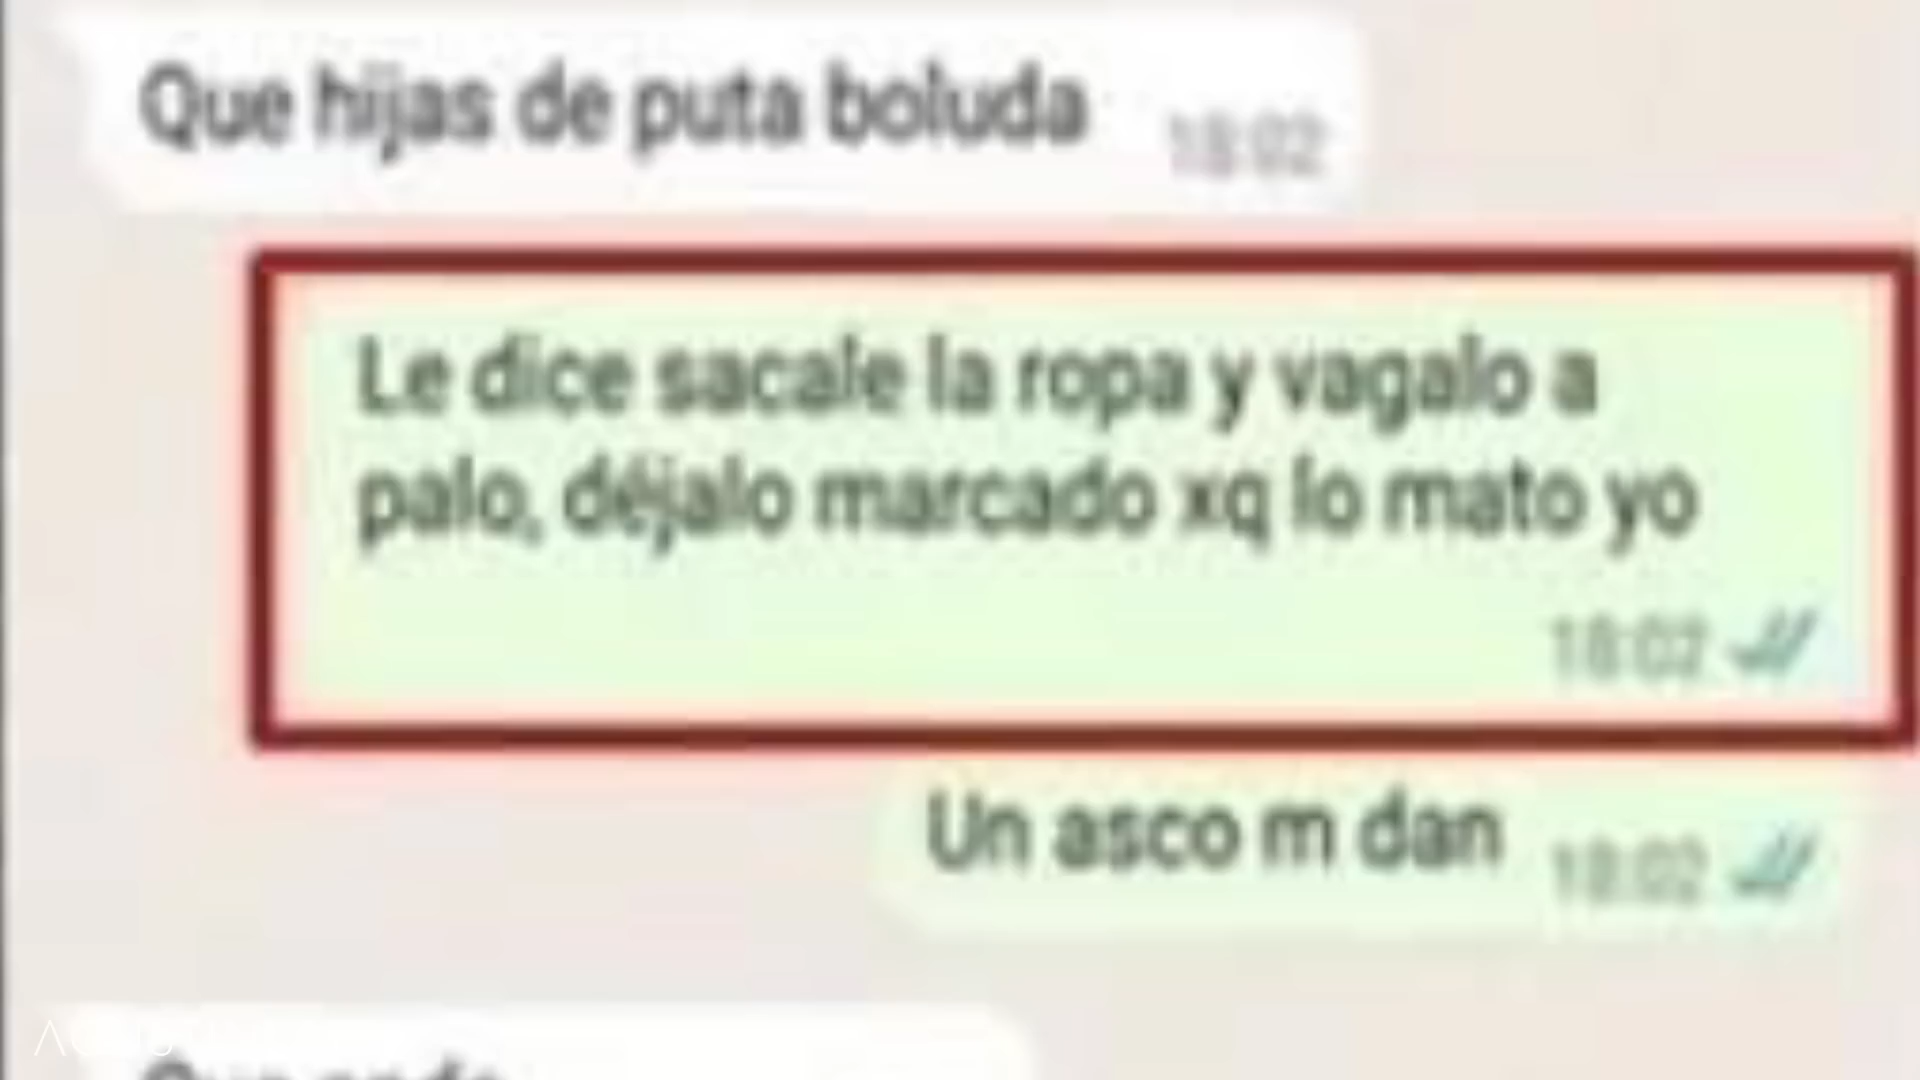 Que hijas de puta boluda 18:02
Le dice sacale la ropa y vagalo a
palo, déjalo marcado xq lo mato yo
18:02
Un asco m dan 18:02